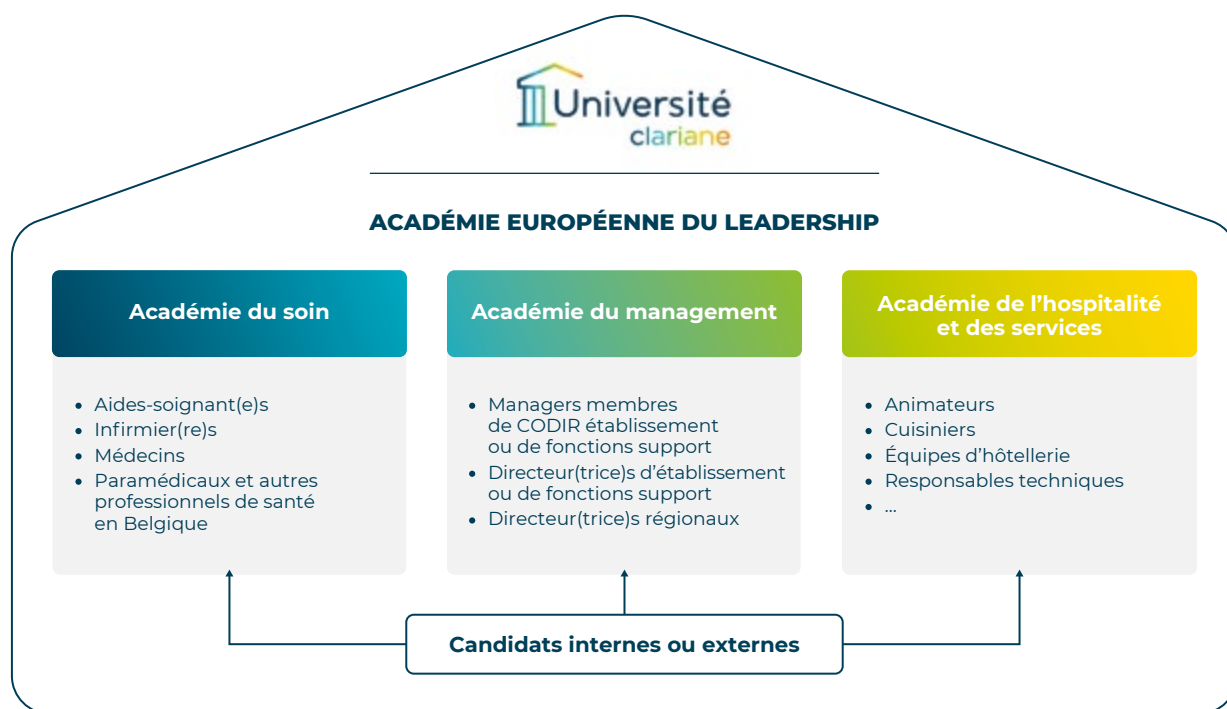 Université
clariane
ACADÉMIE EUROPÉENNE DU LEADERSHIP
Académie du soin
• Aides-soignant(e)s
• Infirmier(re)s
• Médecins
• Paramédicaux et autres
professionnels de santé
en Belgique
Académie du management
• Managers membres
de CODIR établissement
ou de fonctions support
• Directeur(trice)s d’établissement
ou de fonctions support
• Directeur(trice)s régionaux
Académie de l’hospitalité
et des services
• Animateurs
• Cuisiniers
• Équipes d’hôtellerie
• Responsables techniques
• ...
Candidats internes ou externes